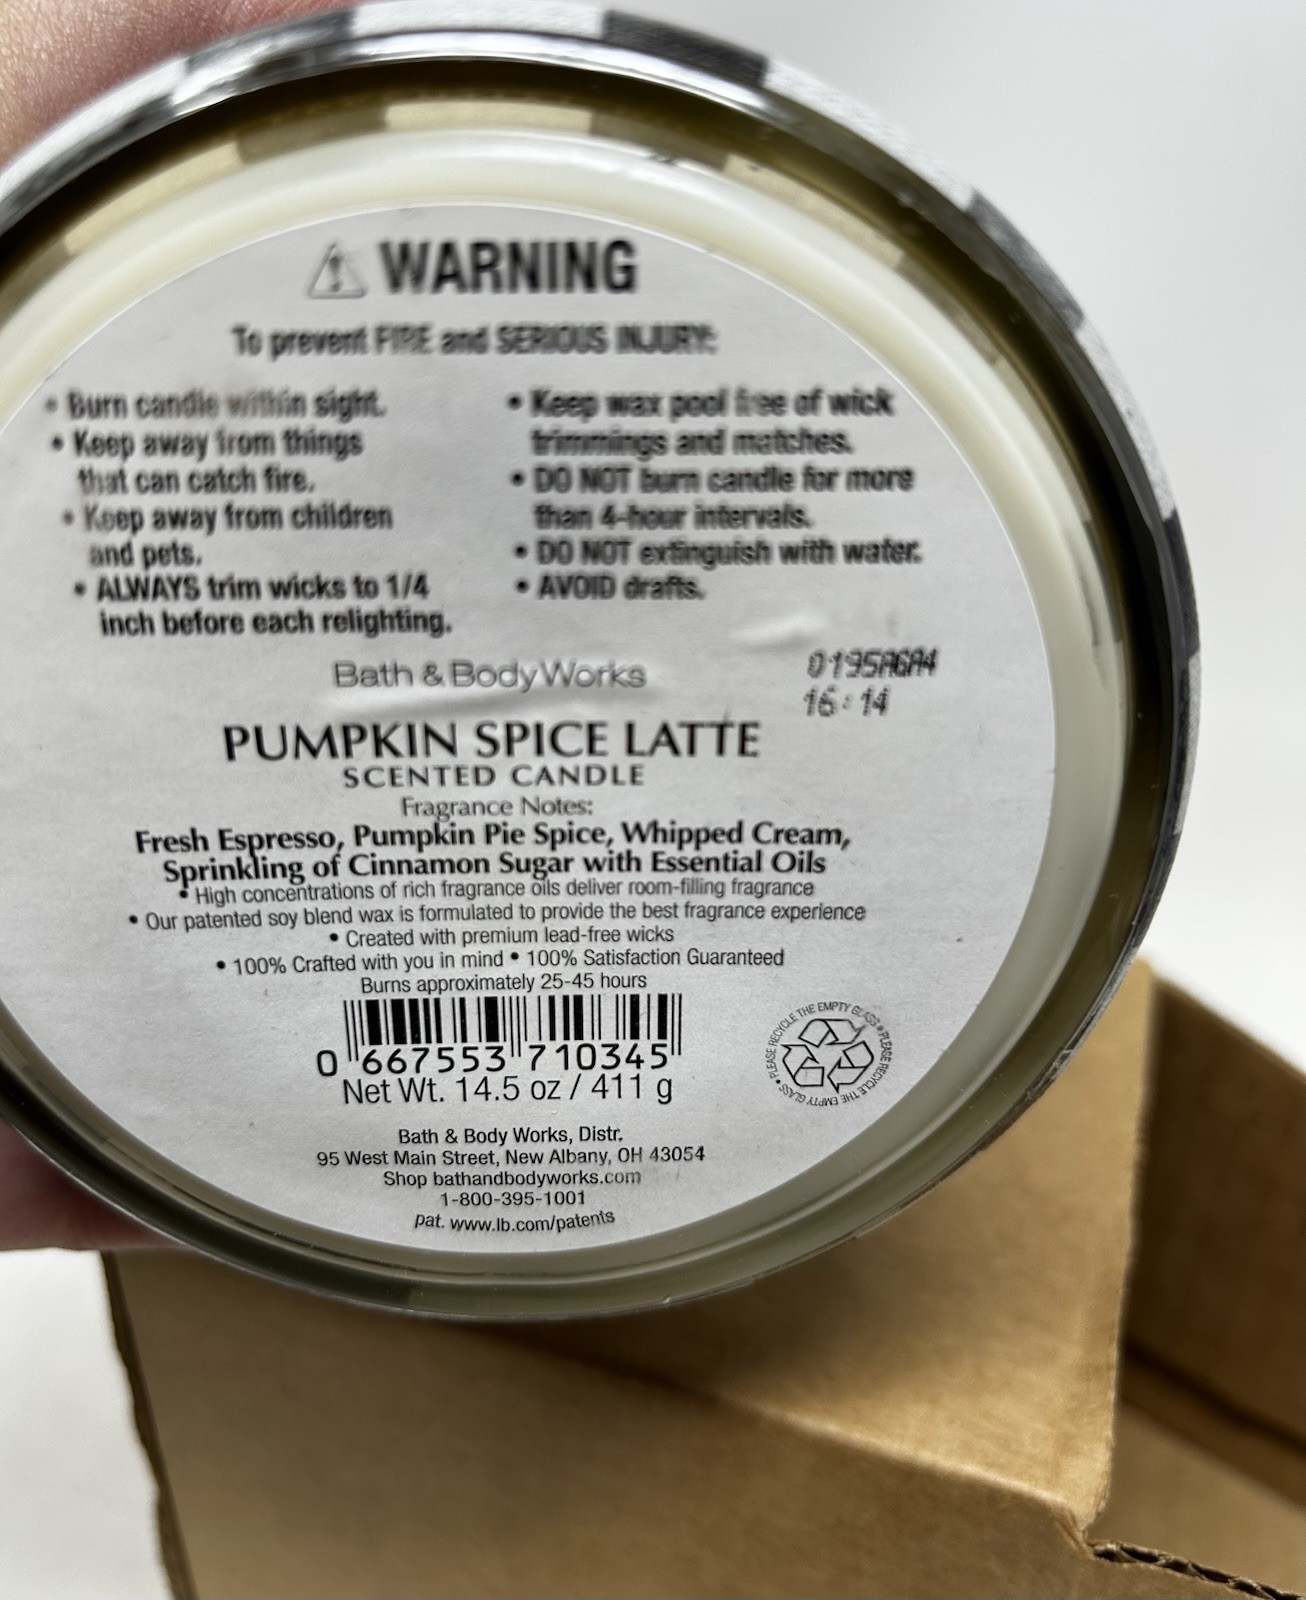 WARNING
To prevent FIRE and SERIOUS INJURY:
• Burn candle within sight.
• Keep away from things
that can catch fire.
• Keep away from children
and pets.
• ALWAYS trim wicks to 1/4
inch before each relighting.
• Keep wax pool free of wick
trimmings and matches.
• DO NOT burn candle for more
than 4-hour intervals.
• DO NOT extinguish with water.
• AVOID drafts.
Bath & Body Works
16:14
PUMPKIN SPICE LATTE
SCENTED CANDLE
Fragrance Notes:
Fresh Espresso, Pumpkin Pie Spice, Whipped Cream,
Sprinkling of Cinnamon Sugar with Essential Oils
• High concentrations of rich fragrance oils deliver room-filling fragrance
• Our patented soy blend wax is formulated to provide the best fragrance experience
• Created with premium lead-free wicks
• 100% Crafted with you in mind • 100% Satisfaction Guaranteed
Burns approximately 25-45 hours
0 667553 710345
Net Wt. 14.5 oz / 411 g
• PLEASE RECYCLE THE EMPTY GLASS • PLEASE RECYCLE THE EMPTY GLASS
Bath & Body Works, Distr.
95 West Main Street, New Albany, OH 43054
Shop bathandbodyworks.com
1-800-395-1001
pat. www.lb.com/patents